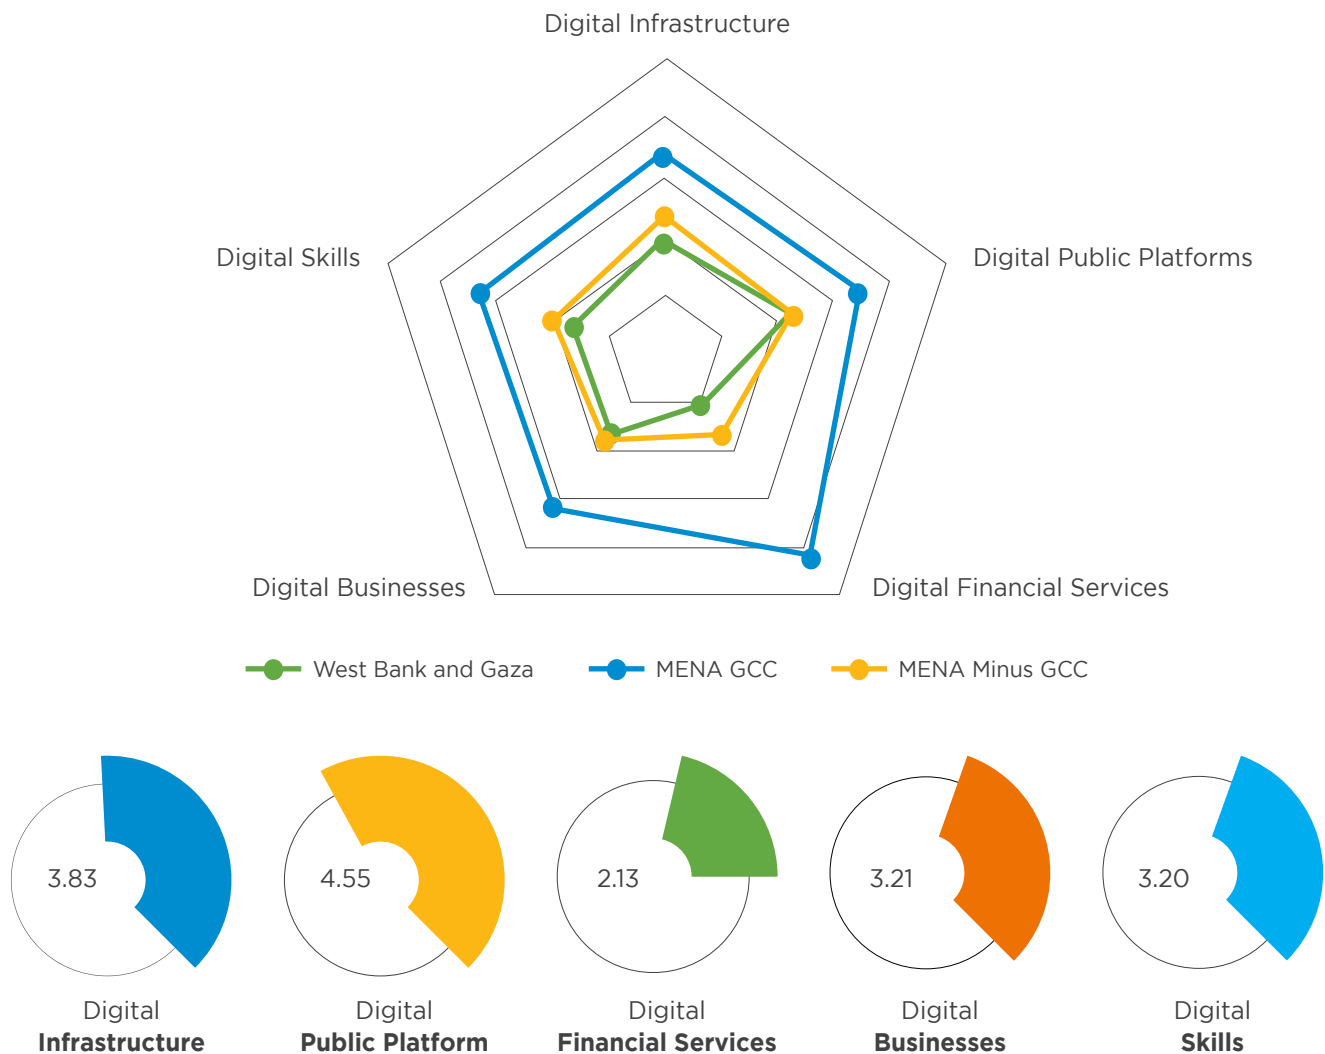 Digital Infrastructure
Digital Skills
Digital Public Platforms
Digital Businesses
Digital Financial Services
West Bank and Gaza
MENA GCC
MENA Minus GCC
3.83
4.55
2.13
3.21
3.20
Digital
Infrastructure
Digital
Public Platform
Digital
Financial Services
Digital
Businesses
Digital
Skills